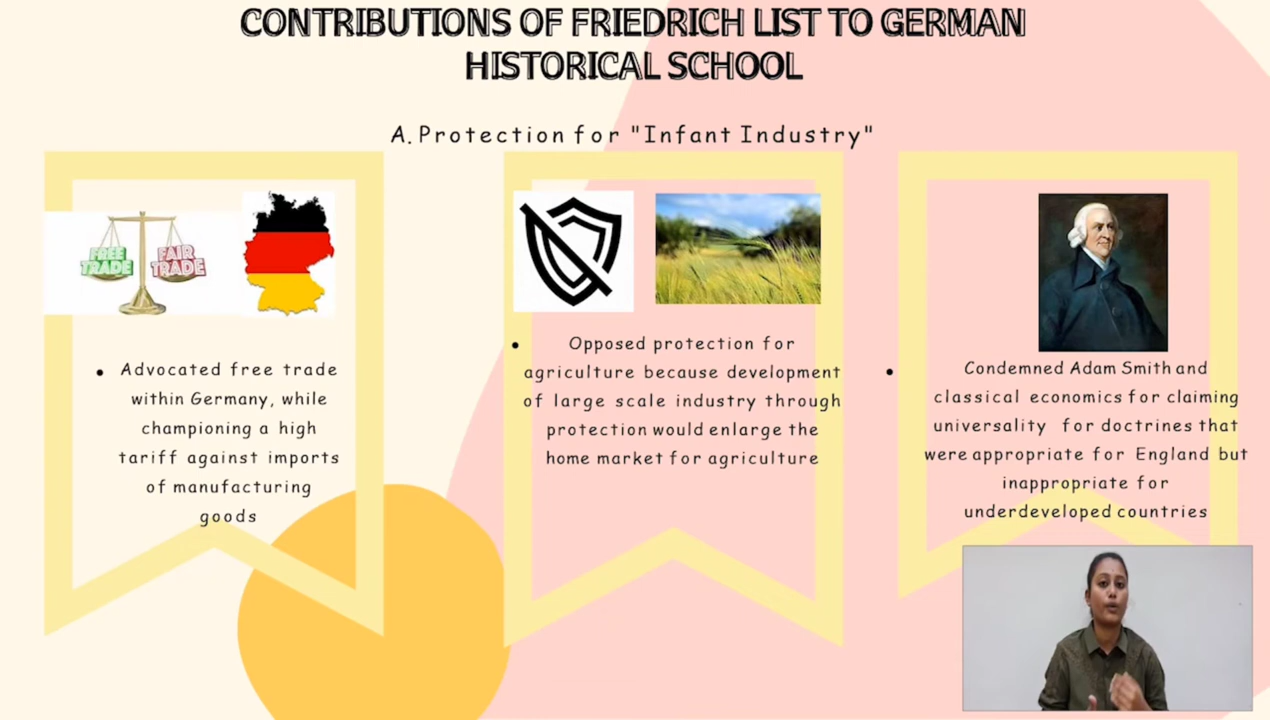 CONTRIBUTIONS OF FRIEDRICH LIST TO GERMAN
HISTORICAL SCHOOL
A. Protection for "Infant Industry"
FREE
TRADE
FAIR
TRADE
• Advocated free trade
within Germany, while
championing a high
tariff against imports
of manufacturing
goods
• Opposed protection for
agriculture because development
of large scale industry through
protection would enlarge the
home market for agriculture
• Condemned Adam Smith and
classical economics for claiming
universality for doctrines that
were appropriate for England but
inappropriate for
underdeveloped countries